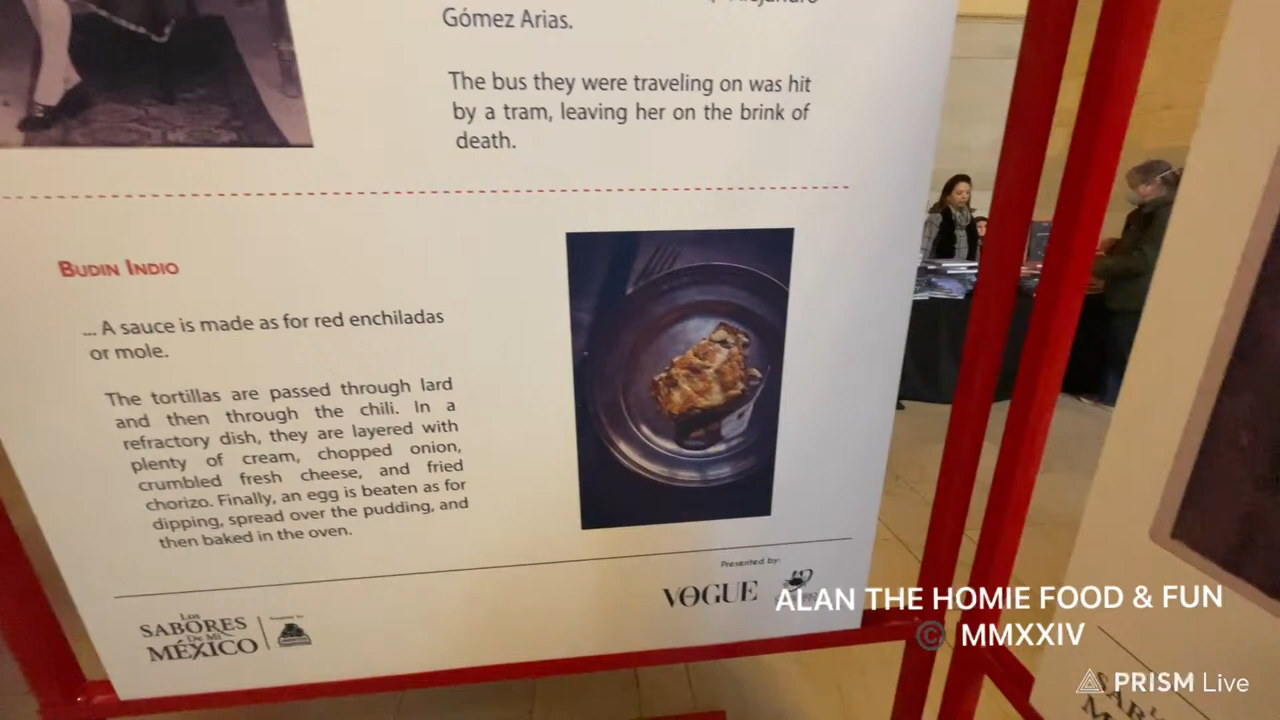 Gómez Arias.
The bus they were traveling on was hit
by a tram, leaving her on the brink of
death.
BUDIN INDIO
... A sauce is made as for red enchiladas
or mole.
The tortillas are passed through lard
and then through the chili. In a
refractory dish, they are layered with
plenty of cream, chopped onion,
crumbled fresh cheese, and fried
chorizo. Finally, an egg is beaten as for
dipping, spread over the pudding, and
then baked in the oven.
Presented by:
VOGUE
LOS
SABORES
DE MI
MÉXICO
ALAN THE HOMIE FOOD & FUN
© MMXXIV
PRISM Live